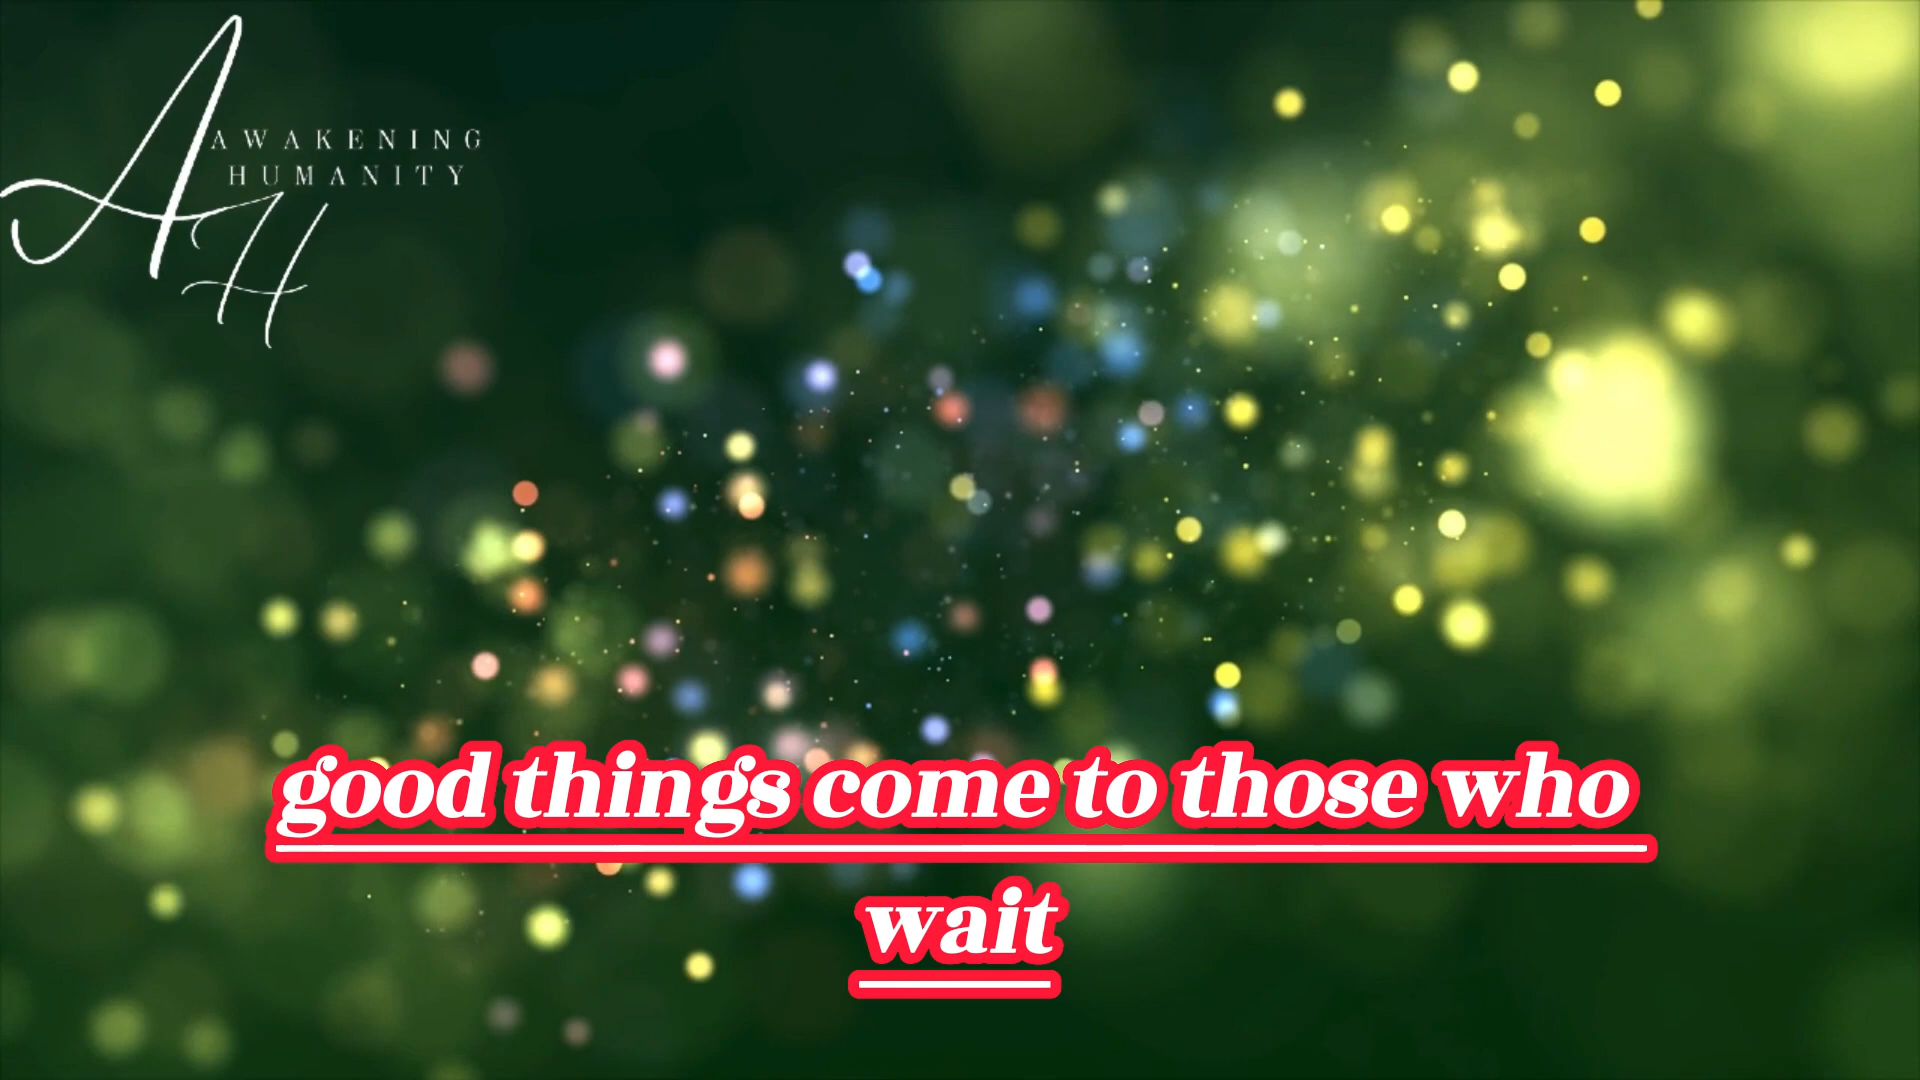 AWAKENING
HUMANITY
AH
good things come to those who
wait